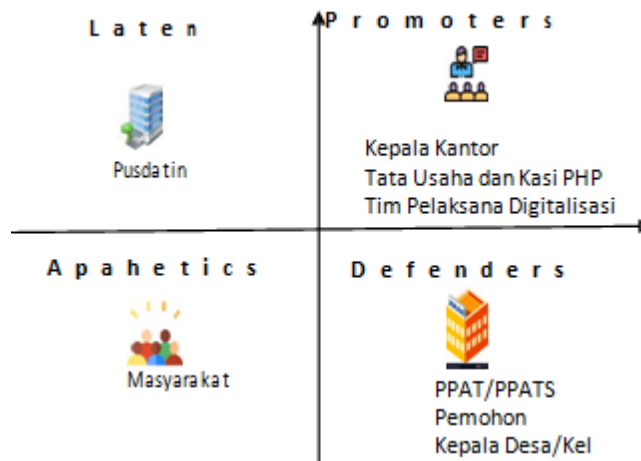 Laten
Promoters
Kepala Kantor
Tata Usaha dan Kasi PHP
Tim Pelaksana Digitalisasi
Pusdatin
Apahetics
Defenders
Masyarakat
PPAT/PPATS
Pemohon
Kepala Desa/Kel